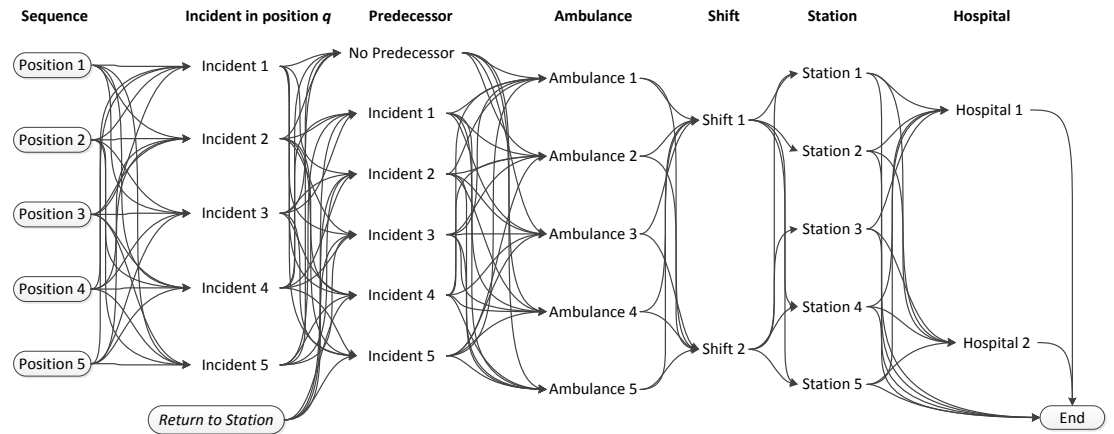 Sequence
Incident in position q
Predecessor
Ambulance
Shift
Station
Hospital
Position 1
Position 2
Position 3
Position 4
Position 5
Incident 1
Incident 2
Incident 3
Incident 4
Incident 5
Return to Station
No Predecessor
Incident 1
Incident 2
Incident 3
Incident 4
Incident 5
Ambulance 1
Ambulance 2
Ambulance 3
Ambulance 4
Ambulance 5
Shift 1
Shift 2
Station 1
Station 2
Station 3
Station 4
Station 5
Hospital 1
Hospital 2
End